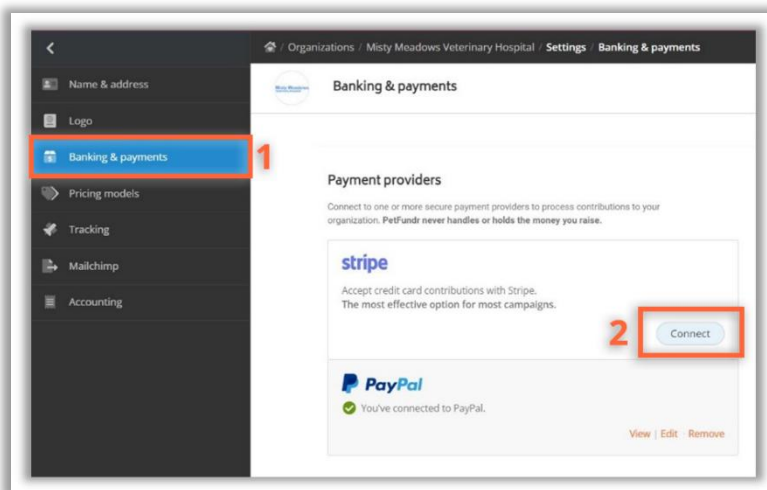 / Organizations / Misty Meadows Veterinary Hospital / Settings / Banking & payments
Name & address
Logo
Banking & payments
1
Pricing models
Tracking
Mailchimp
Accounting
Misty Meadows
Banking & payments
Payment providers
Connect to one or more secure payment providers to process contributions to your
organization. PetFundr never handles or holds the money you raise.
stripe
Accept credit card contributions with Stripe.
The most effective option for most campaigns.
2
Connect
PayPal
You've connected to PayPal.
View | Edit Remove